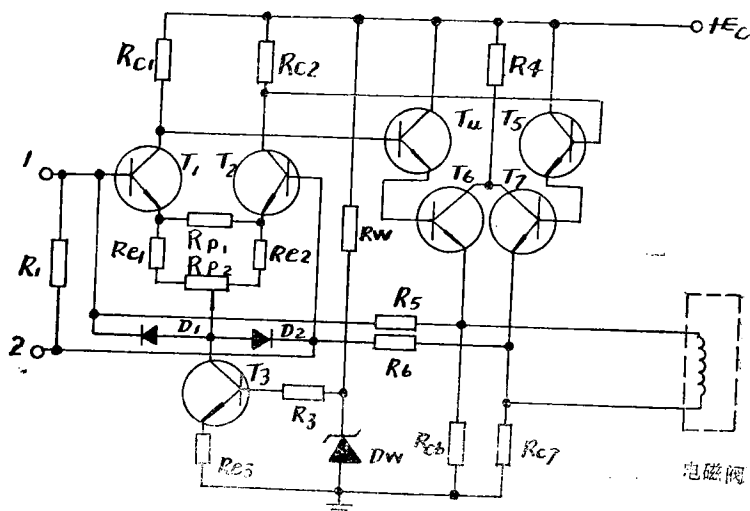 +Ec
Rc1
Rc2
R4
T4
T5
1
T1
T2
T6
T7
Rp1
Rw
R1
Re1
Re2
Rp2
R5
D1
D2
2
R6
T3
R3
Re3
Dw
Rc6
Rc7
电磁阀